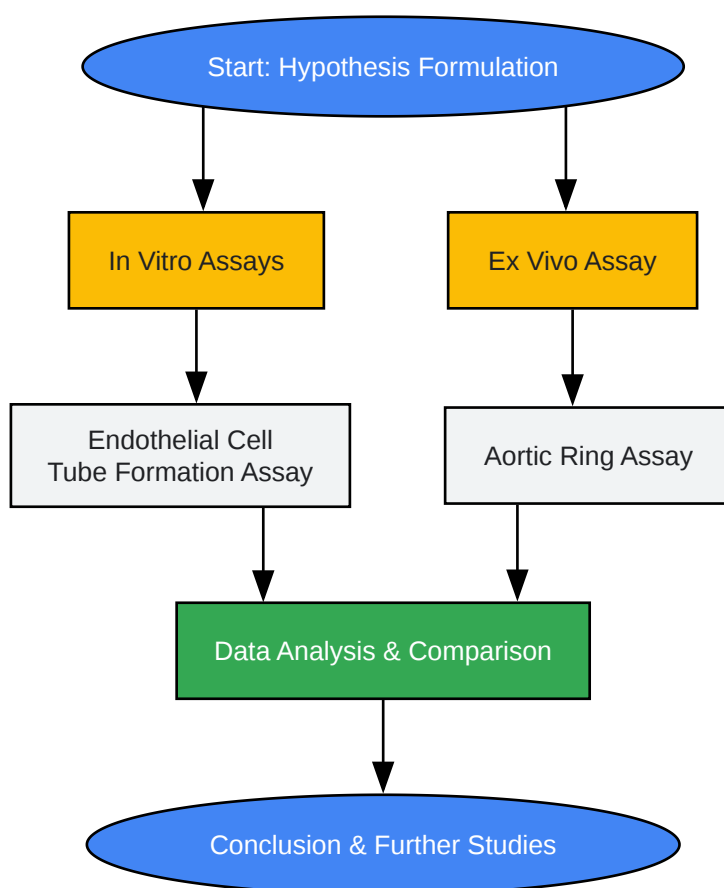 Start: Hypothesis Formulation
In Vitro Assays
Ex Vivo Assay
Endothelial Cell
Tube Formation Assay
Aortic Ring Assay
Data Analysis & Comparison
Conclusion & Further Studies